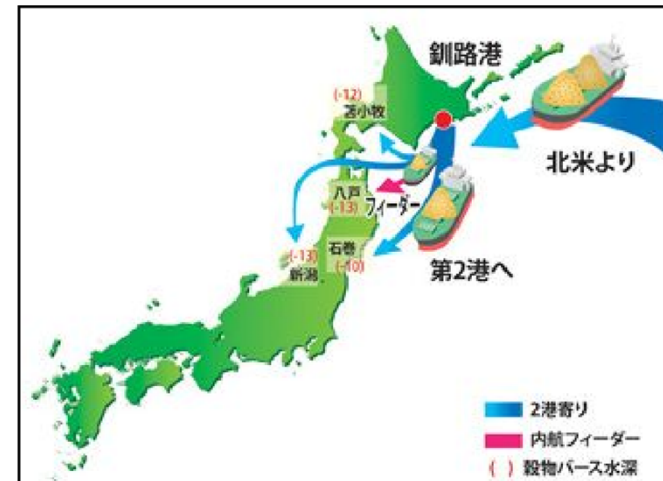 釧路港
(-12)
苫小牧
北米より
八戸
(-13)
フィーダー
石巻
(-10)
(-13)
新潟
第2港へ
2港寄り
内航フィーダー
( ) 穀物バース水深